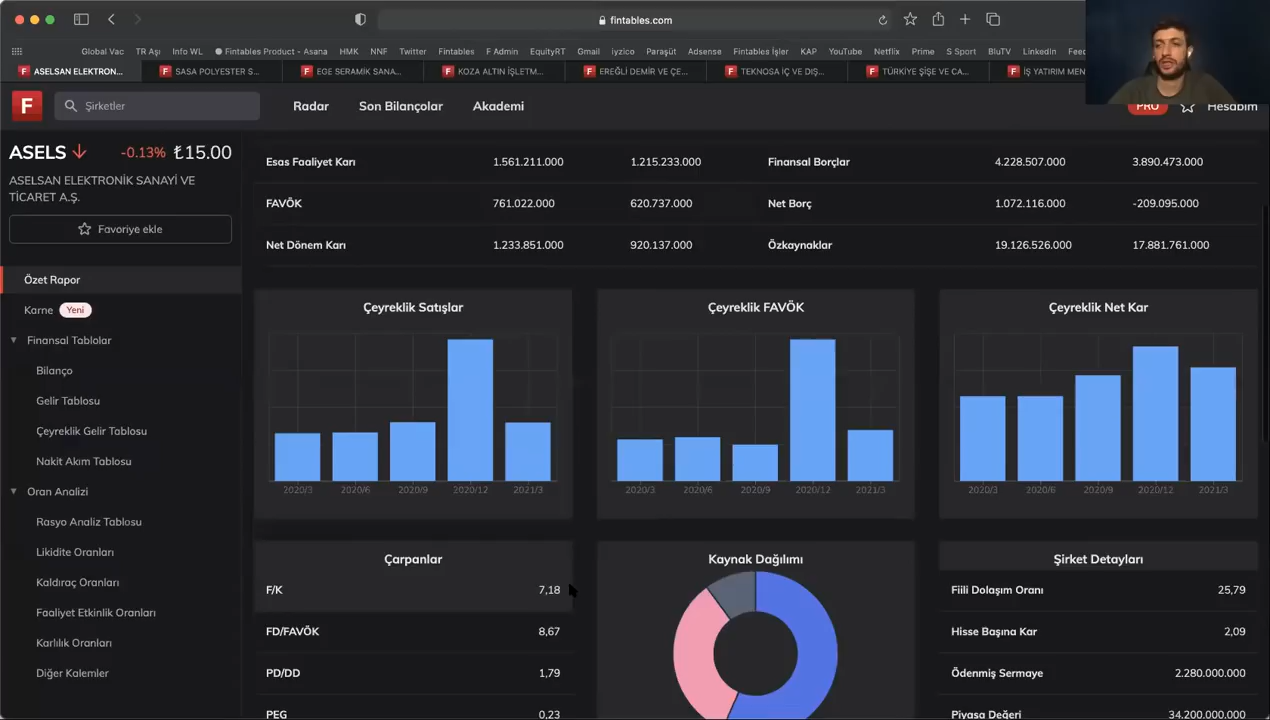 fintables.com
Global Vac TR Aşı Info WL Fintables Product - Asana HMK NNF Twitter Fintables F Admin EquityRT Gmail iyzico Paraşüt Adsense Fintables İşler KAP YouTube Netflix Prime S Sport BluTV LinkedIn Feed
F ASELSAN ELEKTRON... F SASA POLYESTER S... F EGE SERAMİK SANA... F KOZA ALTIN İŞLETM... F EREĞLİ DEMİR VE ÇE... F TEKNOSA İÇ VE DIŞ... F TÜRKİYE ŞİŞE VE CA... F İŞ YATIRIM MEN
F Şirketler Radar Son Bilançolar Akademi PRO Hesabım
ASELS -0.13% ₺15.00
ASELSAN ELEKTRONİK SANAYİ VE
TİCARET A.Ş.
Favoriye ekle
Özet Rapor
Karne Yeni
Finansal Tablolar
Bilanço
Gelir Tablosu
Çeyreklik Gelir Tablosu
Nakit Akım Tablosu
Oran Analizi
Rasyo Analiz Tablosu
Likidite Oranları
Kaldıraç Oranları
Faaliyet Etkinlik Oranları
Karlılık Oranları
Diğer Kalemler
Esas Faaliyet Karı 1.561.211.000 1.215.233.000 Finansal Borçlar 4.228.507.000 3.890.473.000
FAVÖK 761.022.000 620.737.000 Net Borç 1.072.116.000 -209.095.000
Net Dönem Karı 1.233.851.000 920.137.000 Özkaynaklar 19.126.526.000 17.881.761.000
Çeyreklik Satışlar
2020/3 2020/6 2020/9 2020/12 2021/3
Çeyreklik FAVÖK
2020/3 2020/6 2020/9 2020/12 2021/3
Çeyreklik Net Kar
2020/3 2020/6 2020/9 2020/12 2021/3
Çarpanlar
F/K 7,18
FD/FAVÖK 8,67
PD/DD 1,79
PEG 0,23
Kaynak Dağılımı
Şirket Detayları
Fiili Dolaşım Oranı 25,79
Hisse Başına Kar 2,09
Ödenmiş Sermaye 2.280.000.000
Piyasa Değeri 34.200.000.000